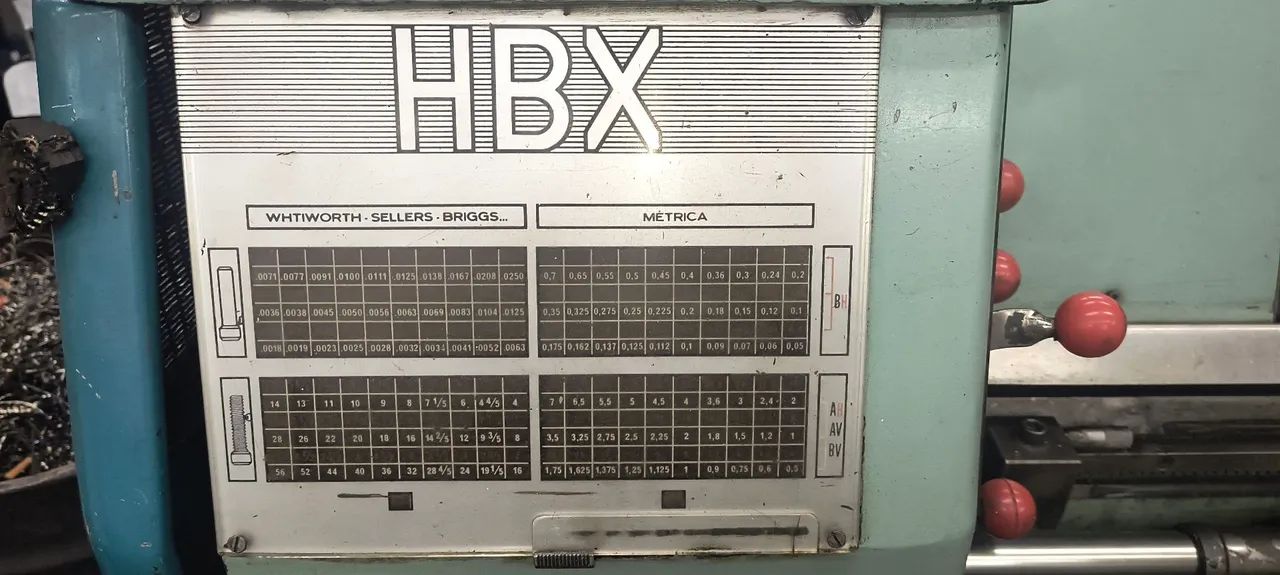 HBX
WHTIWORTH - SELLERS - BRIGGS... MÉTRICA
.0071 .0077 .0091 .0100 .0111 .0125 .0138 .0167 .0208 .0250 0,7 0,65 0,55 0,5 0,45 0,4 0,36 0,3 0,24 0,2
.0036 .0038 .0045 .0050 .0056 .0063 .0069 .0083 .0104 .0125 0,35 0,325 0,275 0,25 0,225 0,2 0,18 0,15 0,12 0,1 BH
.0018 .0019 .0023 .0025 .0028 .0032 .0034 .0041 .0052 .0063 0,175 0,162 0,137 0,125 0,112 0,1 0,09 0,07 0,06 0,05
14 13 11 10 9 8 7 1/5 6 4 4/5 4 7 6,5 5,5 5 4,5 4 3,6 3 2,4 2
28 26 22 20 18 16 14 2/5 12 9 3/5 8 3,5 3,25 2,75 2,5 2,25 2 1,8 1,5 1,2 1 AV
BV
56 52 44 40 36 32 28 4/5 24 19 1/5 16 1,75 1,625 1,375 1,25 1,125 1 0,9 0,75 0,6 0,5